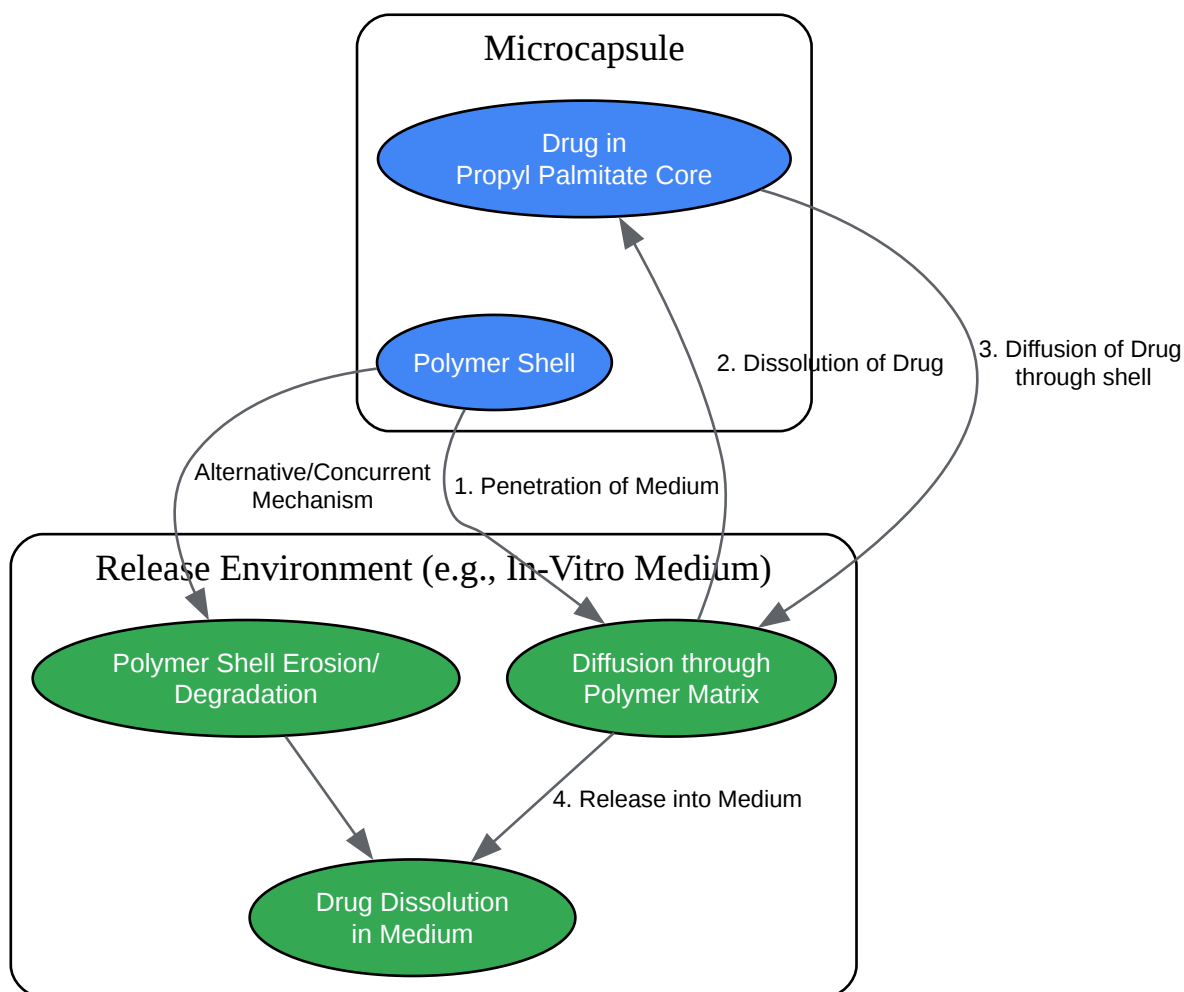 Microcapsule
Drug in
Propyl Palmitate Core
Polymer Shell
2. Dissolution of Drug
3. Diffusion of Drug
through shell
Alternative/Concurrent
Mechanism
1. Penetration of Medium
Release Environment (e.g., In-Vitro Medium)
Polymer Shell Erosion/
Degradation
Diffusion through
Polymer Matrix
4. Release into Medium
Drug Dissolution
in Medium